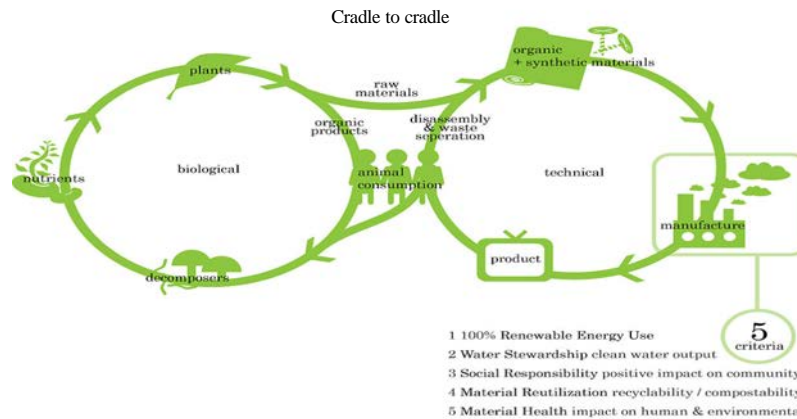 Cradle to cradle
organic
+ synthetic materials
plants
raw
materials
organic
products
disassembly
& waste
seperation
nutrients
biological
animal
consumption
technical
manufacture
decomposers
product
5
criteria
1 100% Renewable Energy Use
2 Water Stewardship clean water output
3 Social Responsibility positive impact on community
4 Material Reutilization recyclability / compostability
5 Material Health impact on human & environments